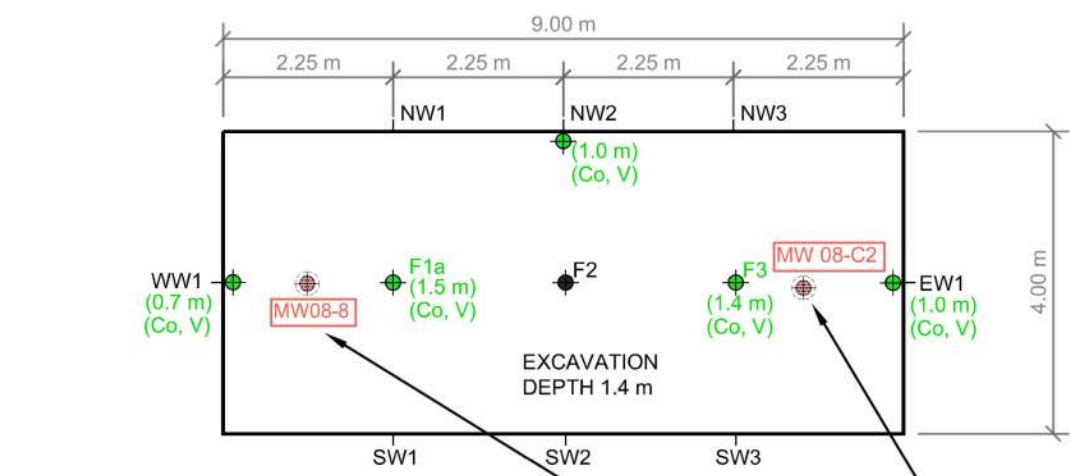 9.00 m
2.25 m
2.25 m
2.25 m
2.25 m
NW1
NW2
NW3
(1.0 m)
(Co, V)
4.00 m
WW1
(0.7 m)
(Co, V)
MW08-8
F1a
(1.5 m)
(Co, V)
F2
F3
(1.4 m)
(Co, V)
MW 08-C2
EW1
(1.0 m)
(Co, V)
EXCAVATION
DEPTH 1.4 m
SW1
SW2
SW3